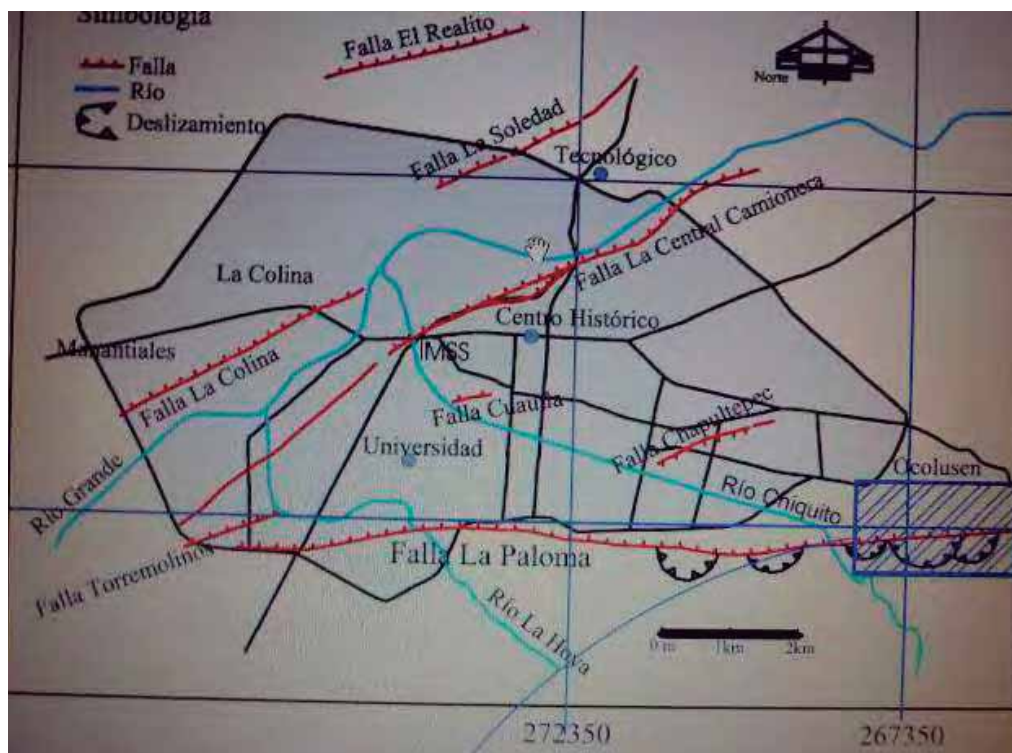 Simbología
Falla
Río
Deslizamiento
Falla El Realito
Norte
Falla La Soledad
Tecnológico
Falla La Central Camionera
La Colina
Centro Histórico
Manantiales
IMSS
Falla La Colina
Falla Cuautla
Falla Chapultepec
Universidad
Ocolusen
Río Grande
Río Chiquito
Falla Torremolinos
Falla La Paloma
Río La Hoya
0 m 1km 2km
272350
267350